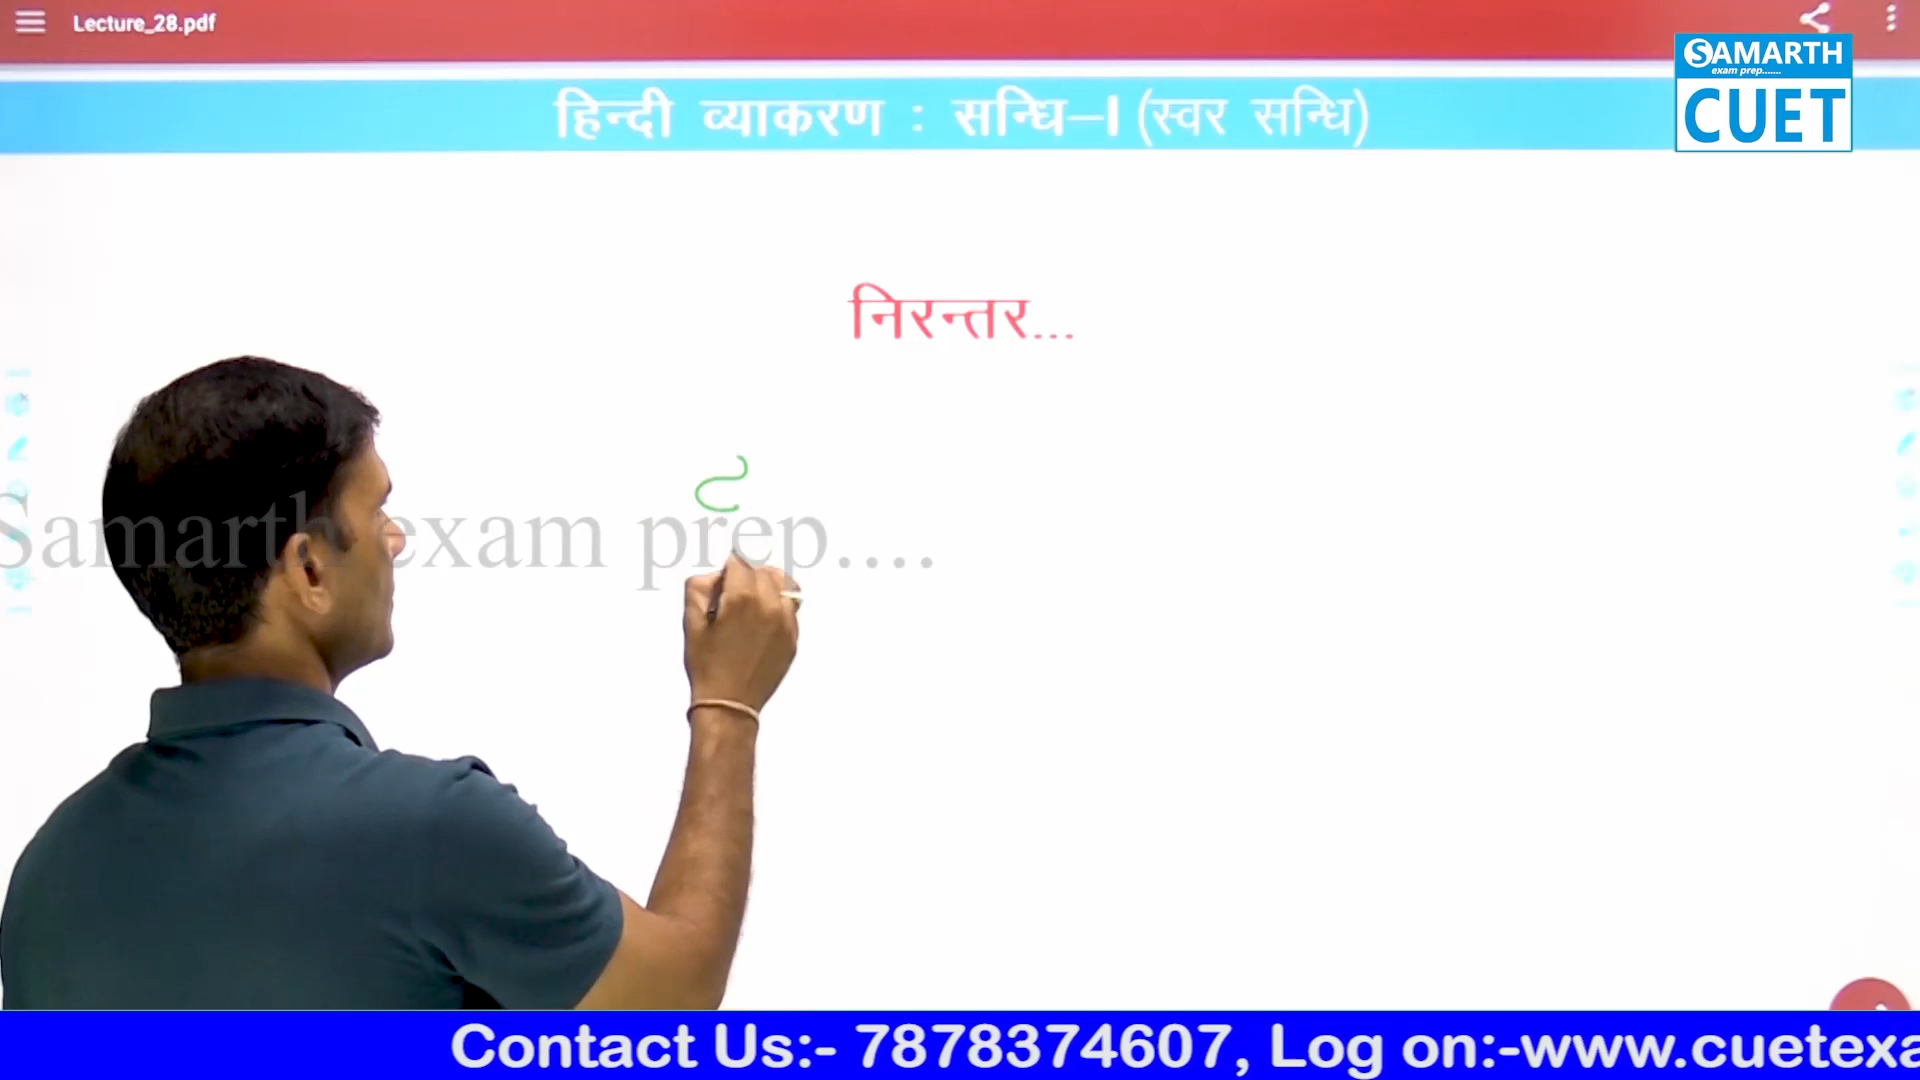 Lecture_28.pdf
SAMARTH
exam prep.......
CUET
हिन्दी व्याकरण : सन्धि–I (स्वर सन्धि)
निरन्तर...
Samarth exam prep....
Contact Us:- 7878374607, Log on:-www.cuetexa